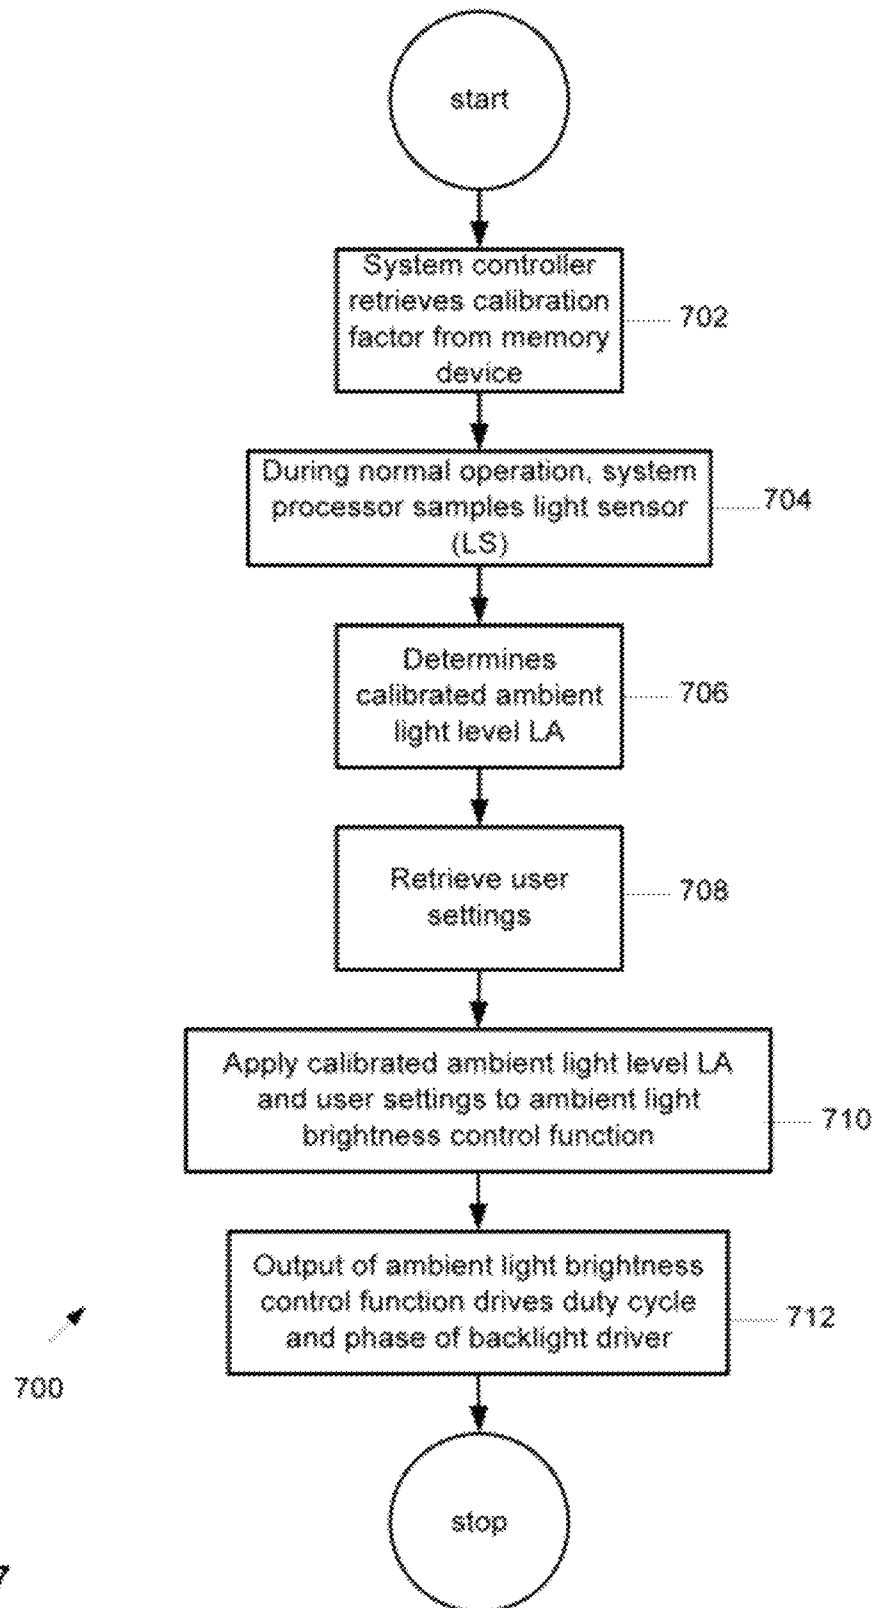 start
System controller
retrieves calibration
factor from memory
device
702
During normal operation, system
processor samples light sensor
(LS)
704
Determines
calibrated ambient
light level LA
706
Retrieve user
settings
708
Apply calibrated ambient light level LA
and user settings to ambient light
brightness control function
710
Output of ambient light brightness
control function drives duty cycle
and phase of backlight driver
712
700
stop
7